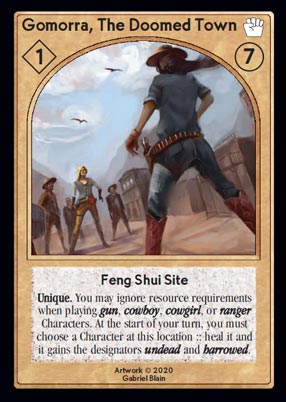 Gomorra, The Doomed Town
1
7
Feng Shui Site
Unique. You may ignore resource requirements
when playing gun, cowboy, cowgirl, or ranger
Characters. At the start of your turn, you must
choose a Character at this location :: heal it and
it gains the designators undead and harrowed.
Artwork © 2020
Gabriel Blain